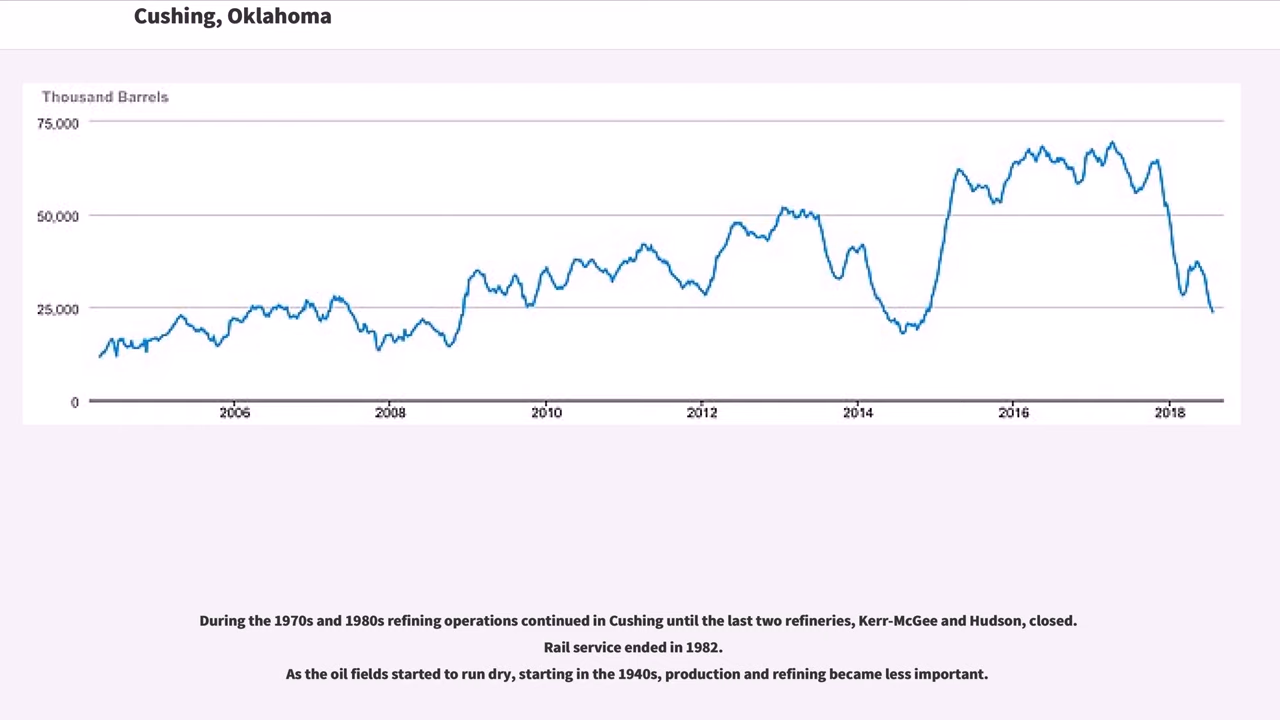 Cushing, Oklahoma
Thousand Barrels
75,000
50,000
25,000
0
2006 2008 2010 2012 2014 2016 2018
During the 1970s and 1980s refining operations continued in Cushing until the last two refineries, Kerr-McGee and Hudson, closed.
Rail service ended in 1982.
As the oil fields started to run dry, starting in the 1940s, production and refining became less important.